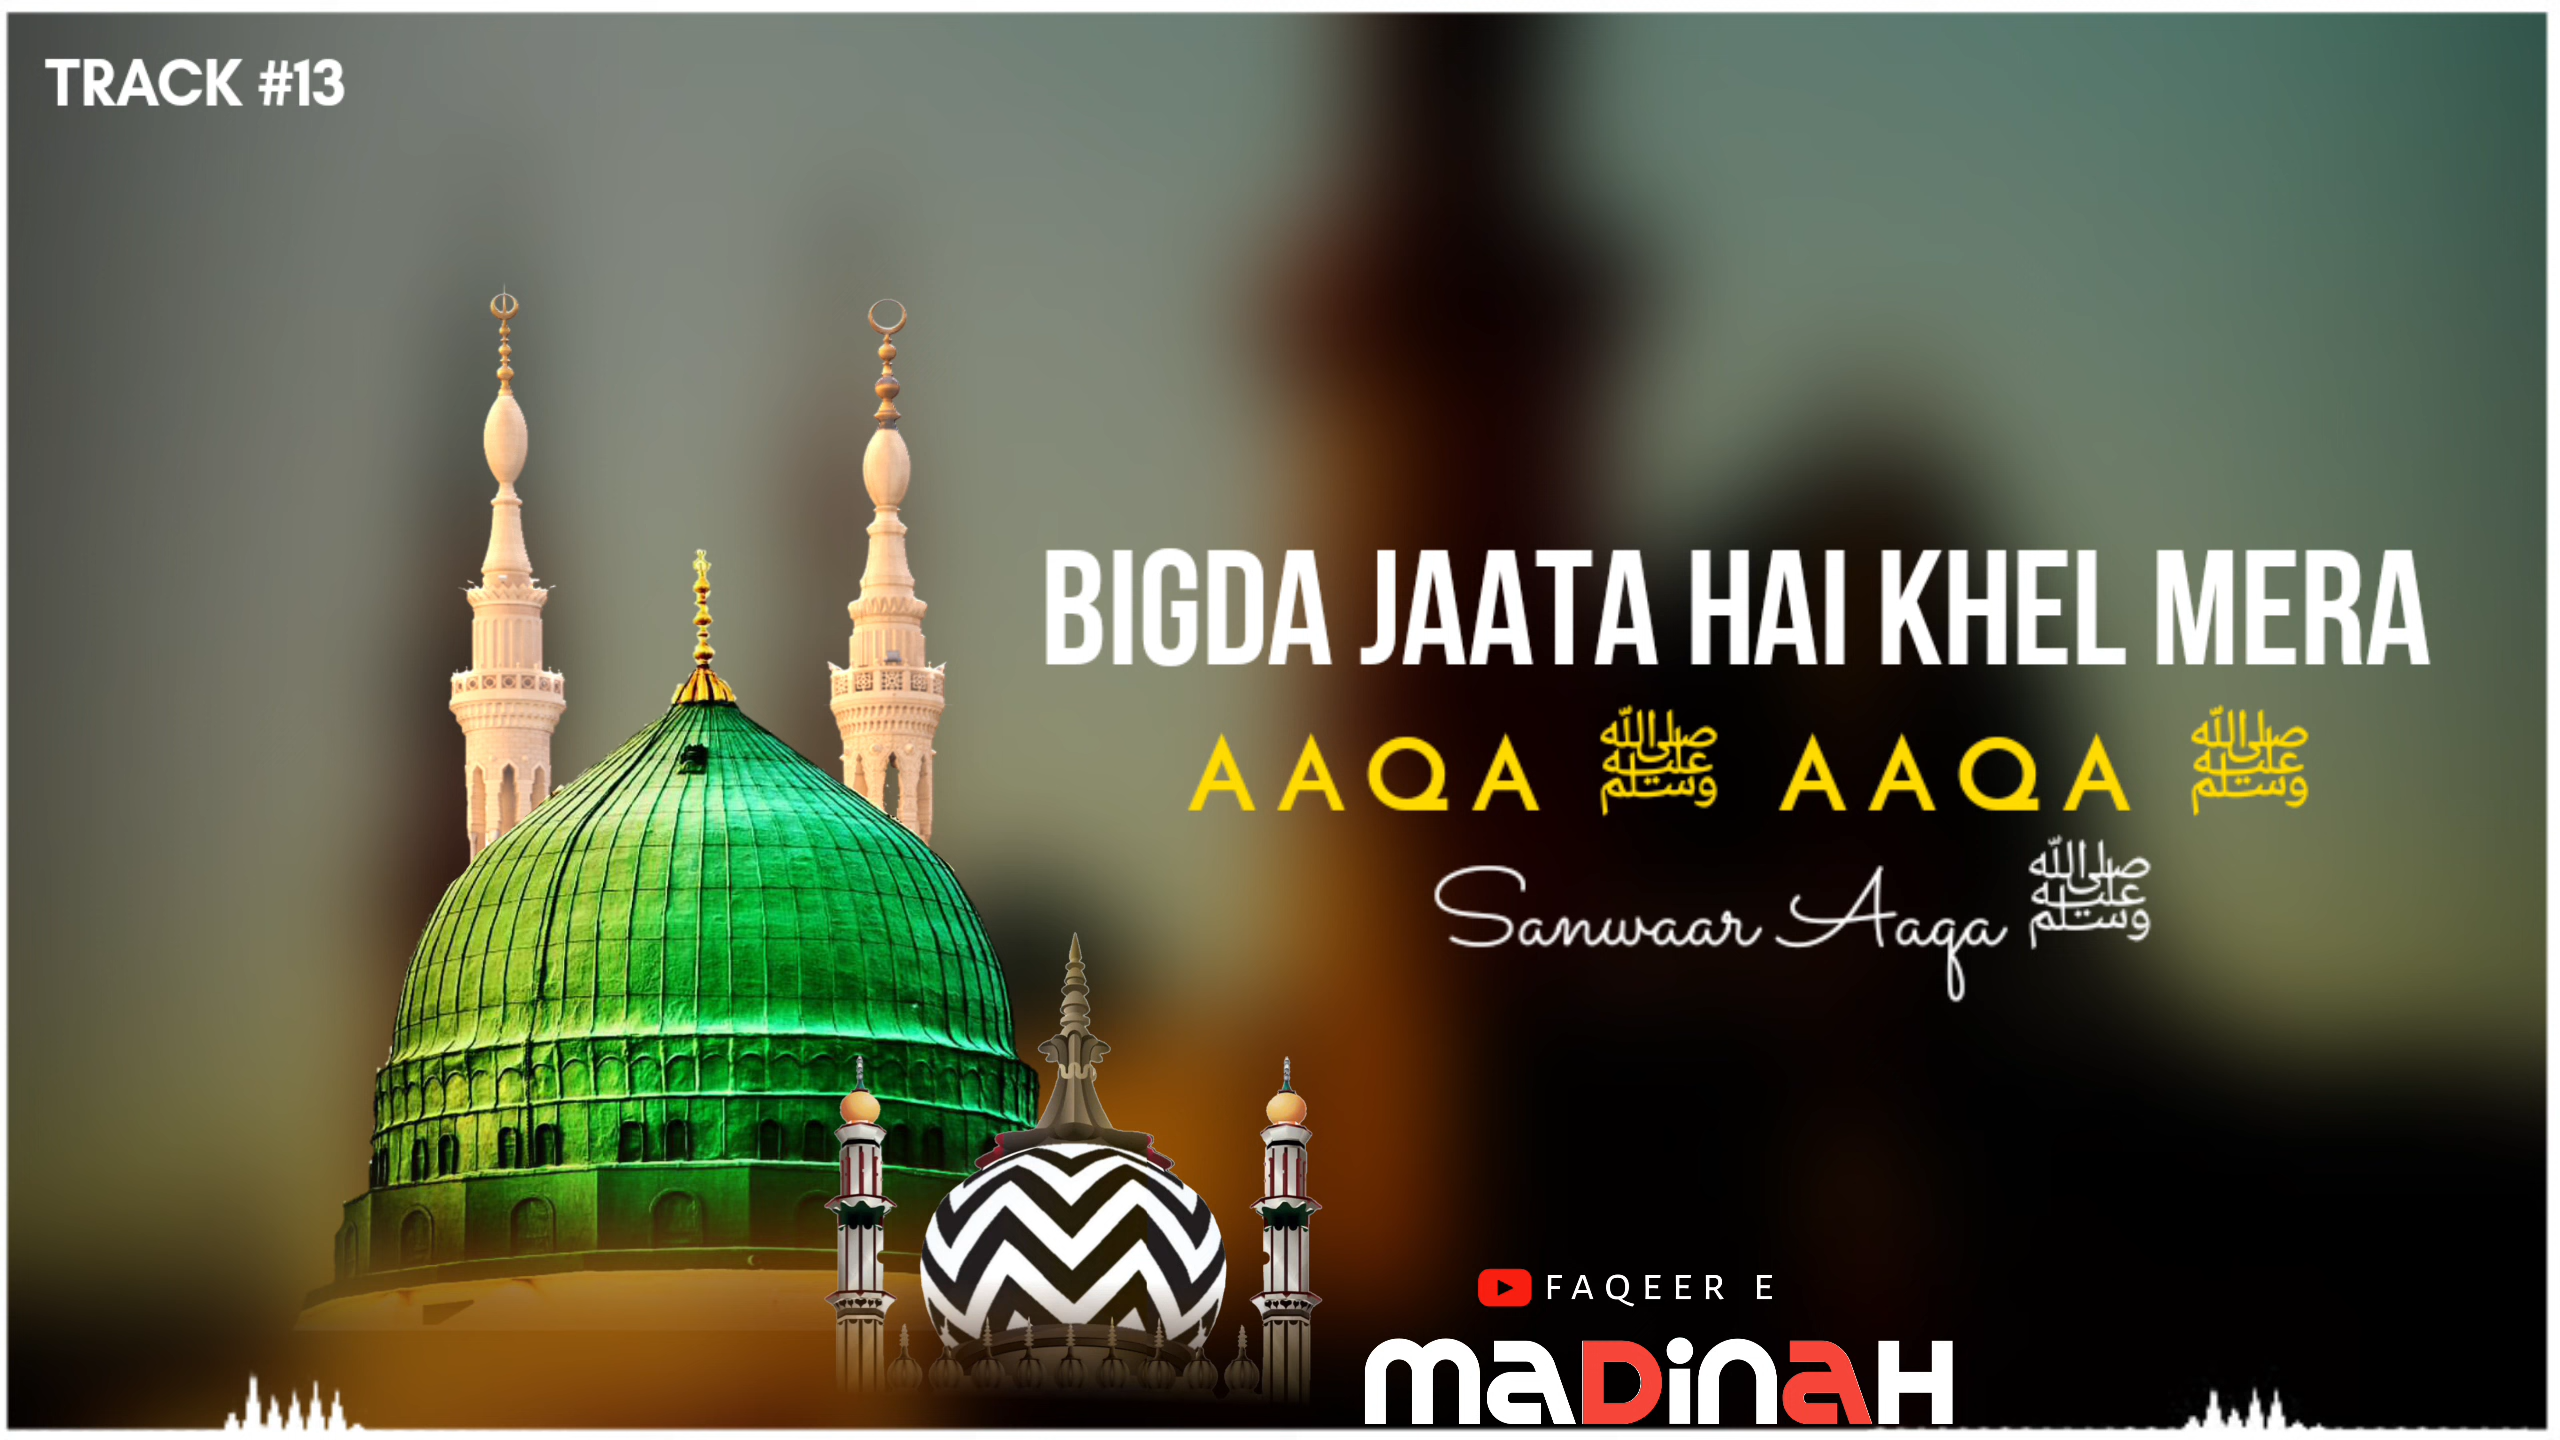 TRACK #13
BIGDA JAATA HAI KHEL MERA
AAQA ﷺ AAQA ﷺ
Sanwaar Aaqa ﷺ
FAQEER E
MADINAH